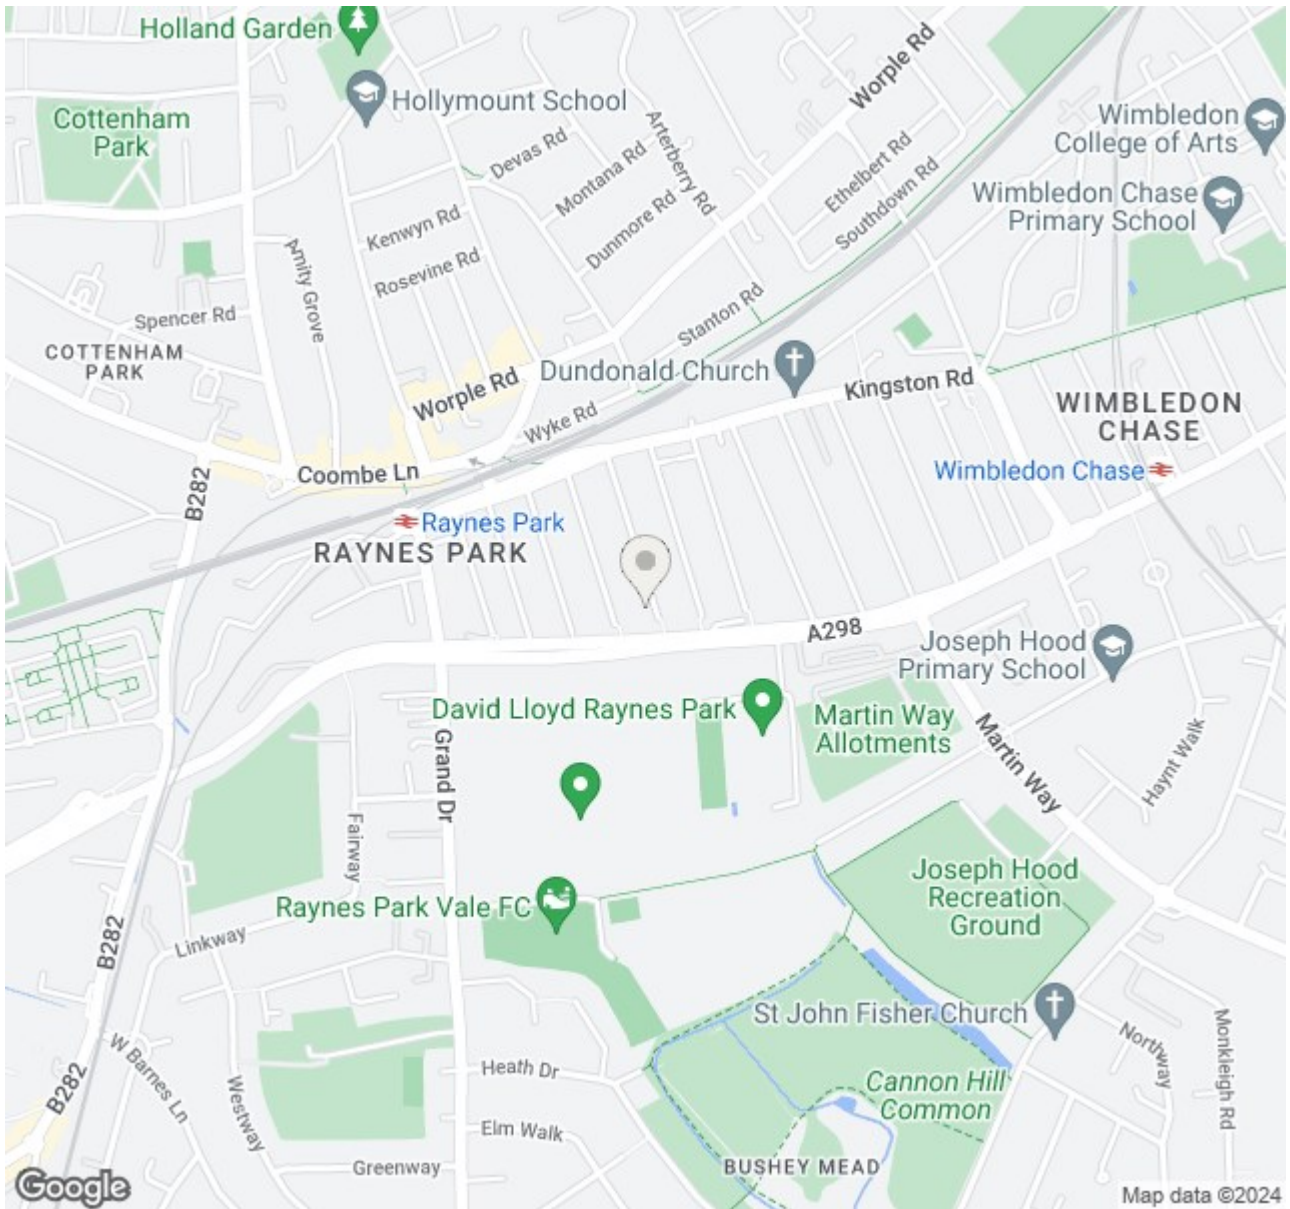 Holland Garden
Worple Rd
Hollymount School
Cottenham
Park
Devas Rd
Montana Rd
Arterberry Rd
Ethelbert Rd
Wimbledon
College of Arts
Wimbledon Chase
Primary School
Kenwyn Rd
Dunmore Rd
Southdown Rd
Rosevine Rd
Amity Grove
Spencer Rd
Stanton Rd
COTTENHAM
PARK
Dundonald Church
Worple Rd
Kingston Rd
WIMBLEDON
CHASE
Wyke Rd
Coombe Ln
B282
Wimbledon Chase
Raynes Park
RAYNES PARK
A298
Joseph Hood
Primary School
David Lloyd Raynes Park
Martin Way
Allotments
Martin Way
Haynt Walk
Grand Dr
Fairway
Joseph Hood
Recreation
Ground
Raynes Park Vale FC
Linkway
B282
St John Fisher Church
Northway
Monkleigh Rd
W Barnes Ln
Westway
Heath Dr
Cannon Hill
Common
B282
Elm Walk
Greenway
BUSHEY MEAD
Google
Map data ©2024